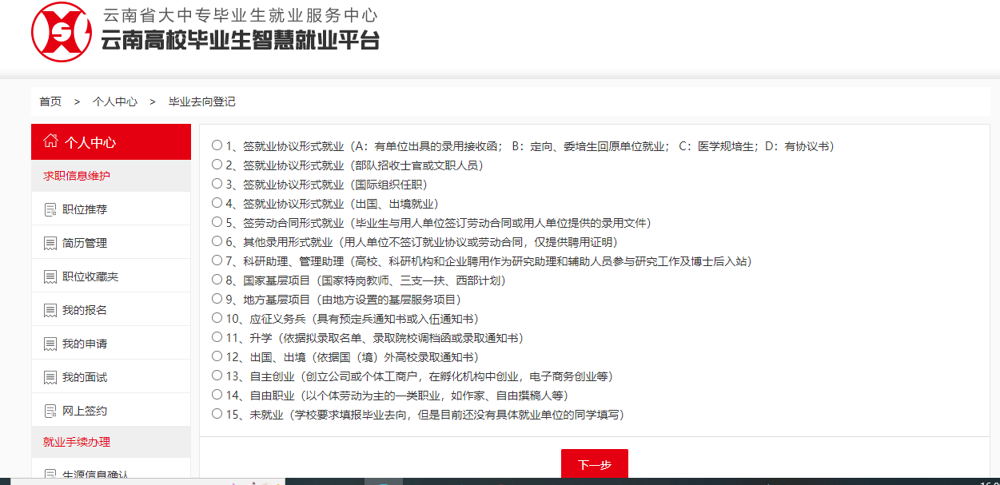 云南省大中专毕业生就业服务中心
云南高校毕业生智慧就业平台
首页 > 个人中心 > 毕业去向登记
个人中心
求职信息维护
职位推荐
简历管理
职位收藏夹
我的报名
我的申请
我的面试
网上签约
就业手续办理
生源信息确认
1、签就业协议形式就业（A：有单位出具的录用接收函； B：定向、委培生回原单位就业； C：医学规培生；D：有协议书）
2、签就业协议形式就业（部队招收士官或文职人员）
3、签就业协议形式就业（国际组织任职）
4、签就业协议形式就业（出国、出境就业）
5、签劳动合同形式就业（毕业生与用人单位签订劳动合同或用人单位提供的录用文件）
6、其他录用形式就业（用人单位不签订就业协议或劳动合同，仅提供聘用证明）
7、科研助理、管理助理（高校、科研机构和企业聘用作为研究助理和辅助人员参与研究工作及博士后入站）
8、国家基层项目（国家特岗教师、三支一扶、西部计划）
9、地方基层项目（由地方设置的基层服务项目）
10、应征义务兵（具有预定兵通知书或入伍通知书）
11、升学（依据拟录取名单、录取院校调档函或录取通知书）
12、出国、出境（依据国（境）外高校录取通知书）
13、自主创业（创立公司或个体工商户，在孵化机构中创业，电子商务创业等）
14、自由职业（以个体劳动为主的一类职业，如作家、自由撰稿人等）
15、未就业（学校要求填报毕业去向，但是目前还没有具体就业单位的同学填写）
下一步